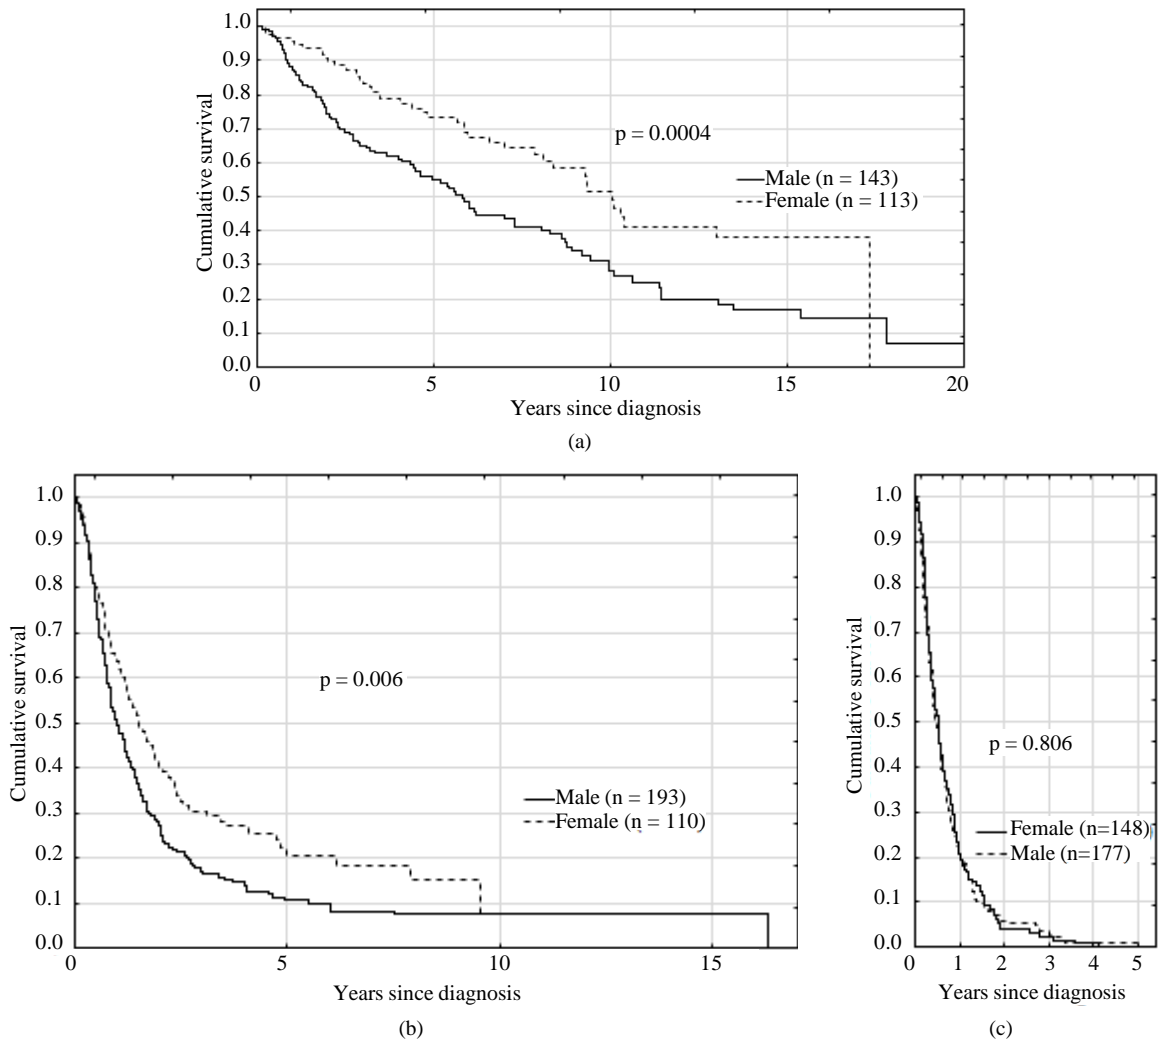 1.0
0.9
0.8
0.7
0.6
0.5
0.4
0.3
0.2
0.1
0.0
Cumulative survival
p = 0.0004
Male (n = 143)
Female (n = 113)
0 5 10 15 20
Years since diagnosis
(a)
1.0
0.9
0.8
0.7
0.6
0.5
0.4
0.3
0.2
0.1
0.0
Cumulative survival
p = 0.006
Male (n = 193)
Female (n = 110)
0 5 10 15
Years since diagnosis
(b)
1.0
0.9
0.8
0.7
0.6
0.5
0.4
0.3
0.2
0.1
0.0
Cumulative survival
p = 0.806
Female (n=148)
Male (n=177)
0 1 2 3 4 5
Years since diagnosis
(c)